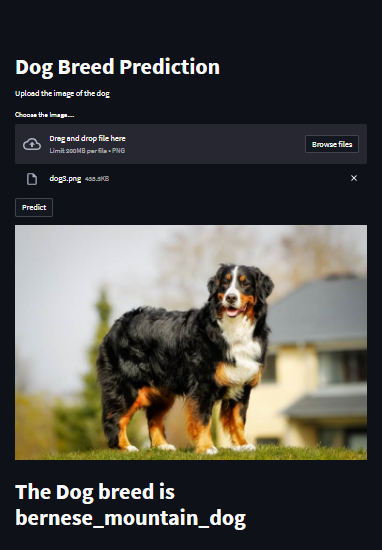 Dog Breed Prediction
Upload the image of the dog
Choose the Image....
Drag and drop file here
Limit 200MB per file • PNG
Browse files
dog3.png 488.8KB
Predict
The Dog breed is
bernese_mountain_dog